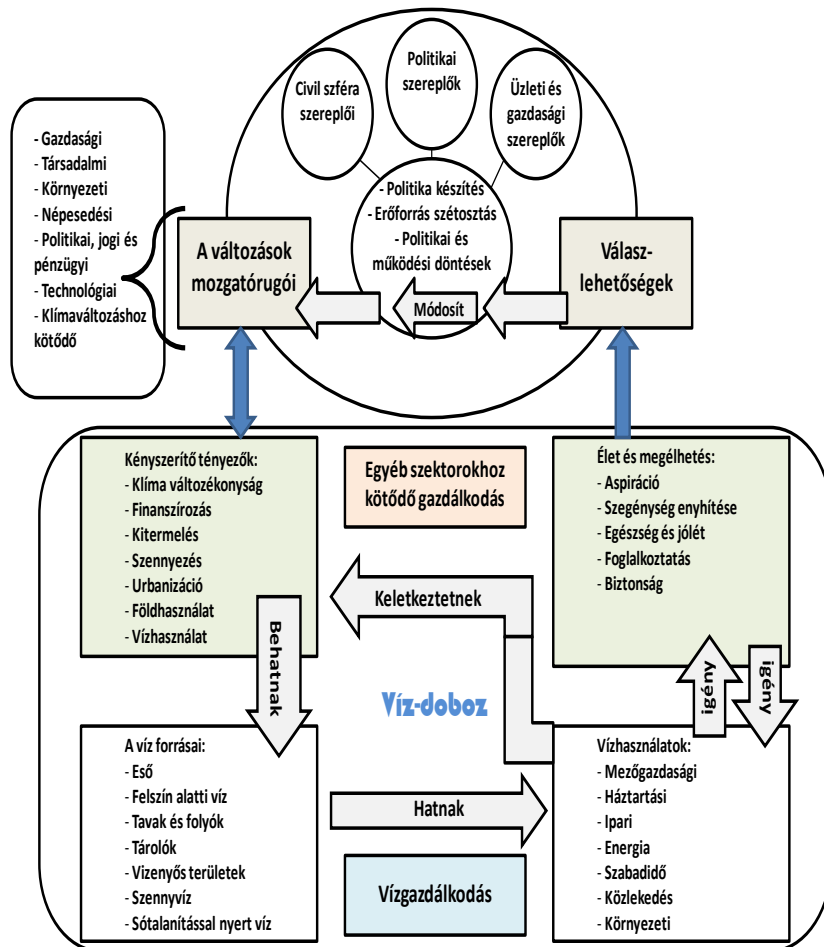 Politikai
szereplők
Civil szféra
szereplői
Üzleti és
gazdasági
szereplők
- Gazdasági
- Társadalmi
- Környezeti
- Népesedési
- Politikai, jogi és
pénzügyi
- Technológiai
- Klímaváltozáshoz
kötődő
- Politika készítés
- Erőforrás szétosztás
- Politikai és
működési döntések
A változások
mozgatórugói
Válasz-
lehetőségek
Módosít
Kényszerítő tényezők:
- Klíma változékonyság
- Finanszírozás
- Kitermelés
- Szennyezés
- Urbanizáció
- Földhasználat
- Vízhasználat
Egyéb szektorokhoz
kötődő gazdálkodás
Élet és megélhetés:
- Aspiráció
- Szegénység enyhítése
- Egészség és jólét
- Foglalkoztatás
- Biztonság
Keletkeztetnek
Behatnak
igény
igény
Víz-doboz
A víz forrásai:
- Eső
- Felszín alatti víz
- Tavak és folyók
- Tárolók
- Vizenyős területek
- Szennyvíz
- Sótalanítással nyert víz
Hatnak
Vízgazdálkodás
Vízhasználatok:
- Mezőgazdasági
- Háztartási
- Ipari
- Energia
- Szabadidő
- Közlekedés
- Környezeti